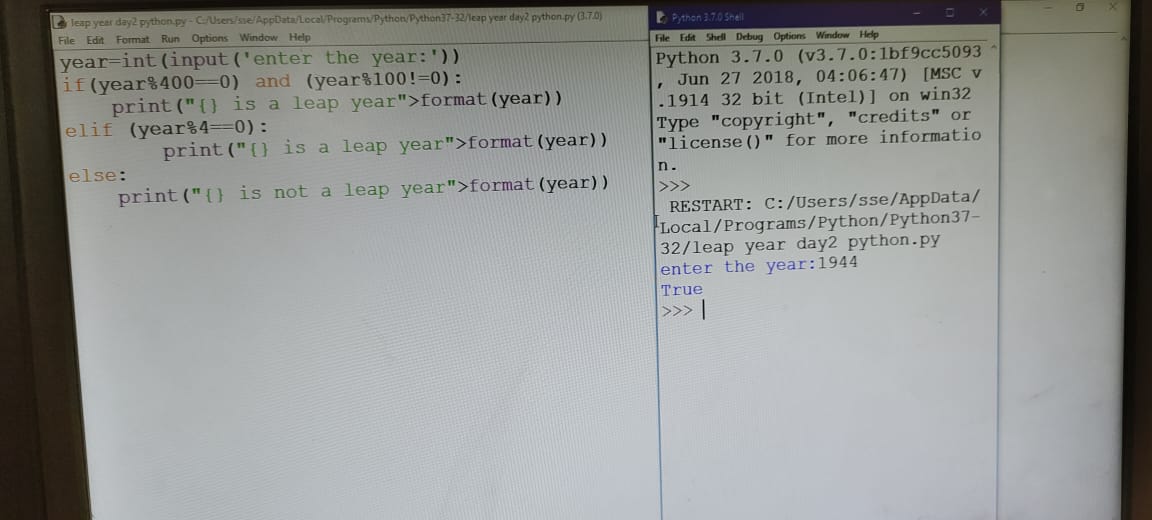 leap year day2 python.py - C:/Users/sse/AppData/Local/Programs/Python/Python37-32/leap year day2 python.py (3.7.0)
File Edit Format Run Options Window Help
year=int(input('enter the year:'))
if(year%400==0) and (year%100!=0):
print("{} is a leap year">format(year))
elif (year%4==0):
print("{} is a leap year">format(year))
else:
print("{} is not a leap year">format(year))
Python 3.7.0 Shell
File Edit Shell Debug Options Window Help
Python 3.7.0 (v3.7.0:1bf9cc5093
, Jun 27 2018, 04:06:47) [MSC v
.1914 32 bit (Intel)] on win32
Type "copyright", "credits" or
"license()" for more informatio
n.
>>>
RESTART: C:/Users/sse/AppData/
Local/Programs/Python/Python37-
32/leap year day2 python.py
enter the year:1944
True
>>>